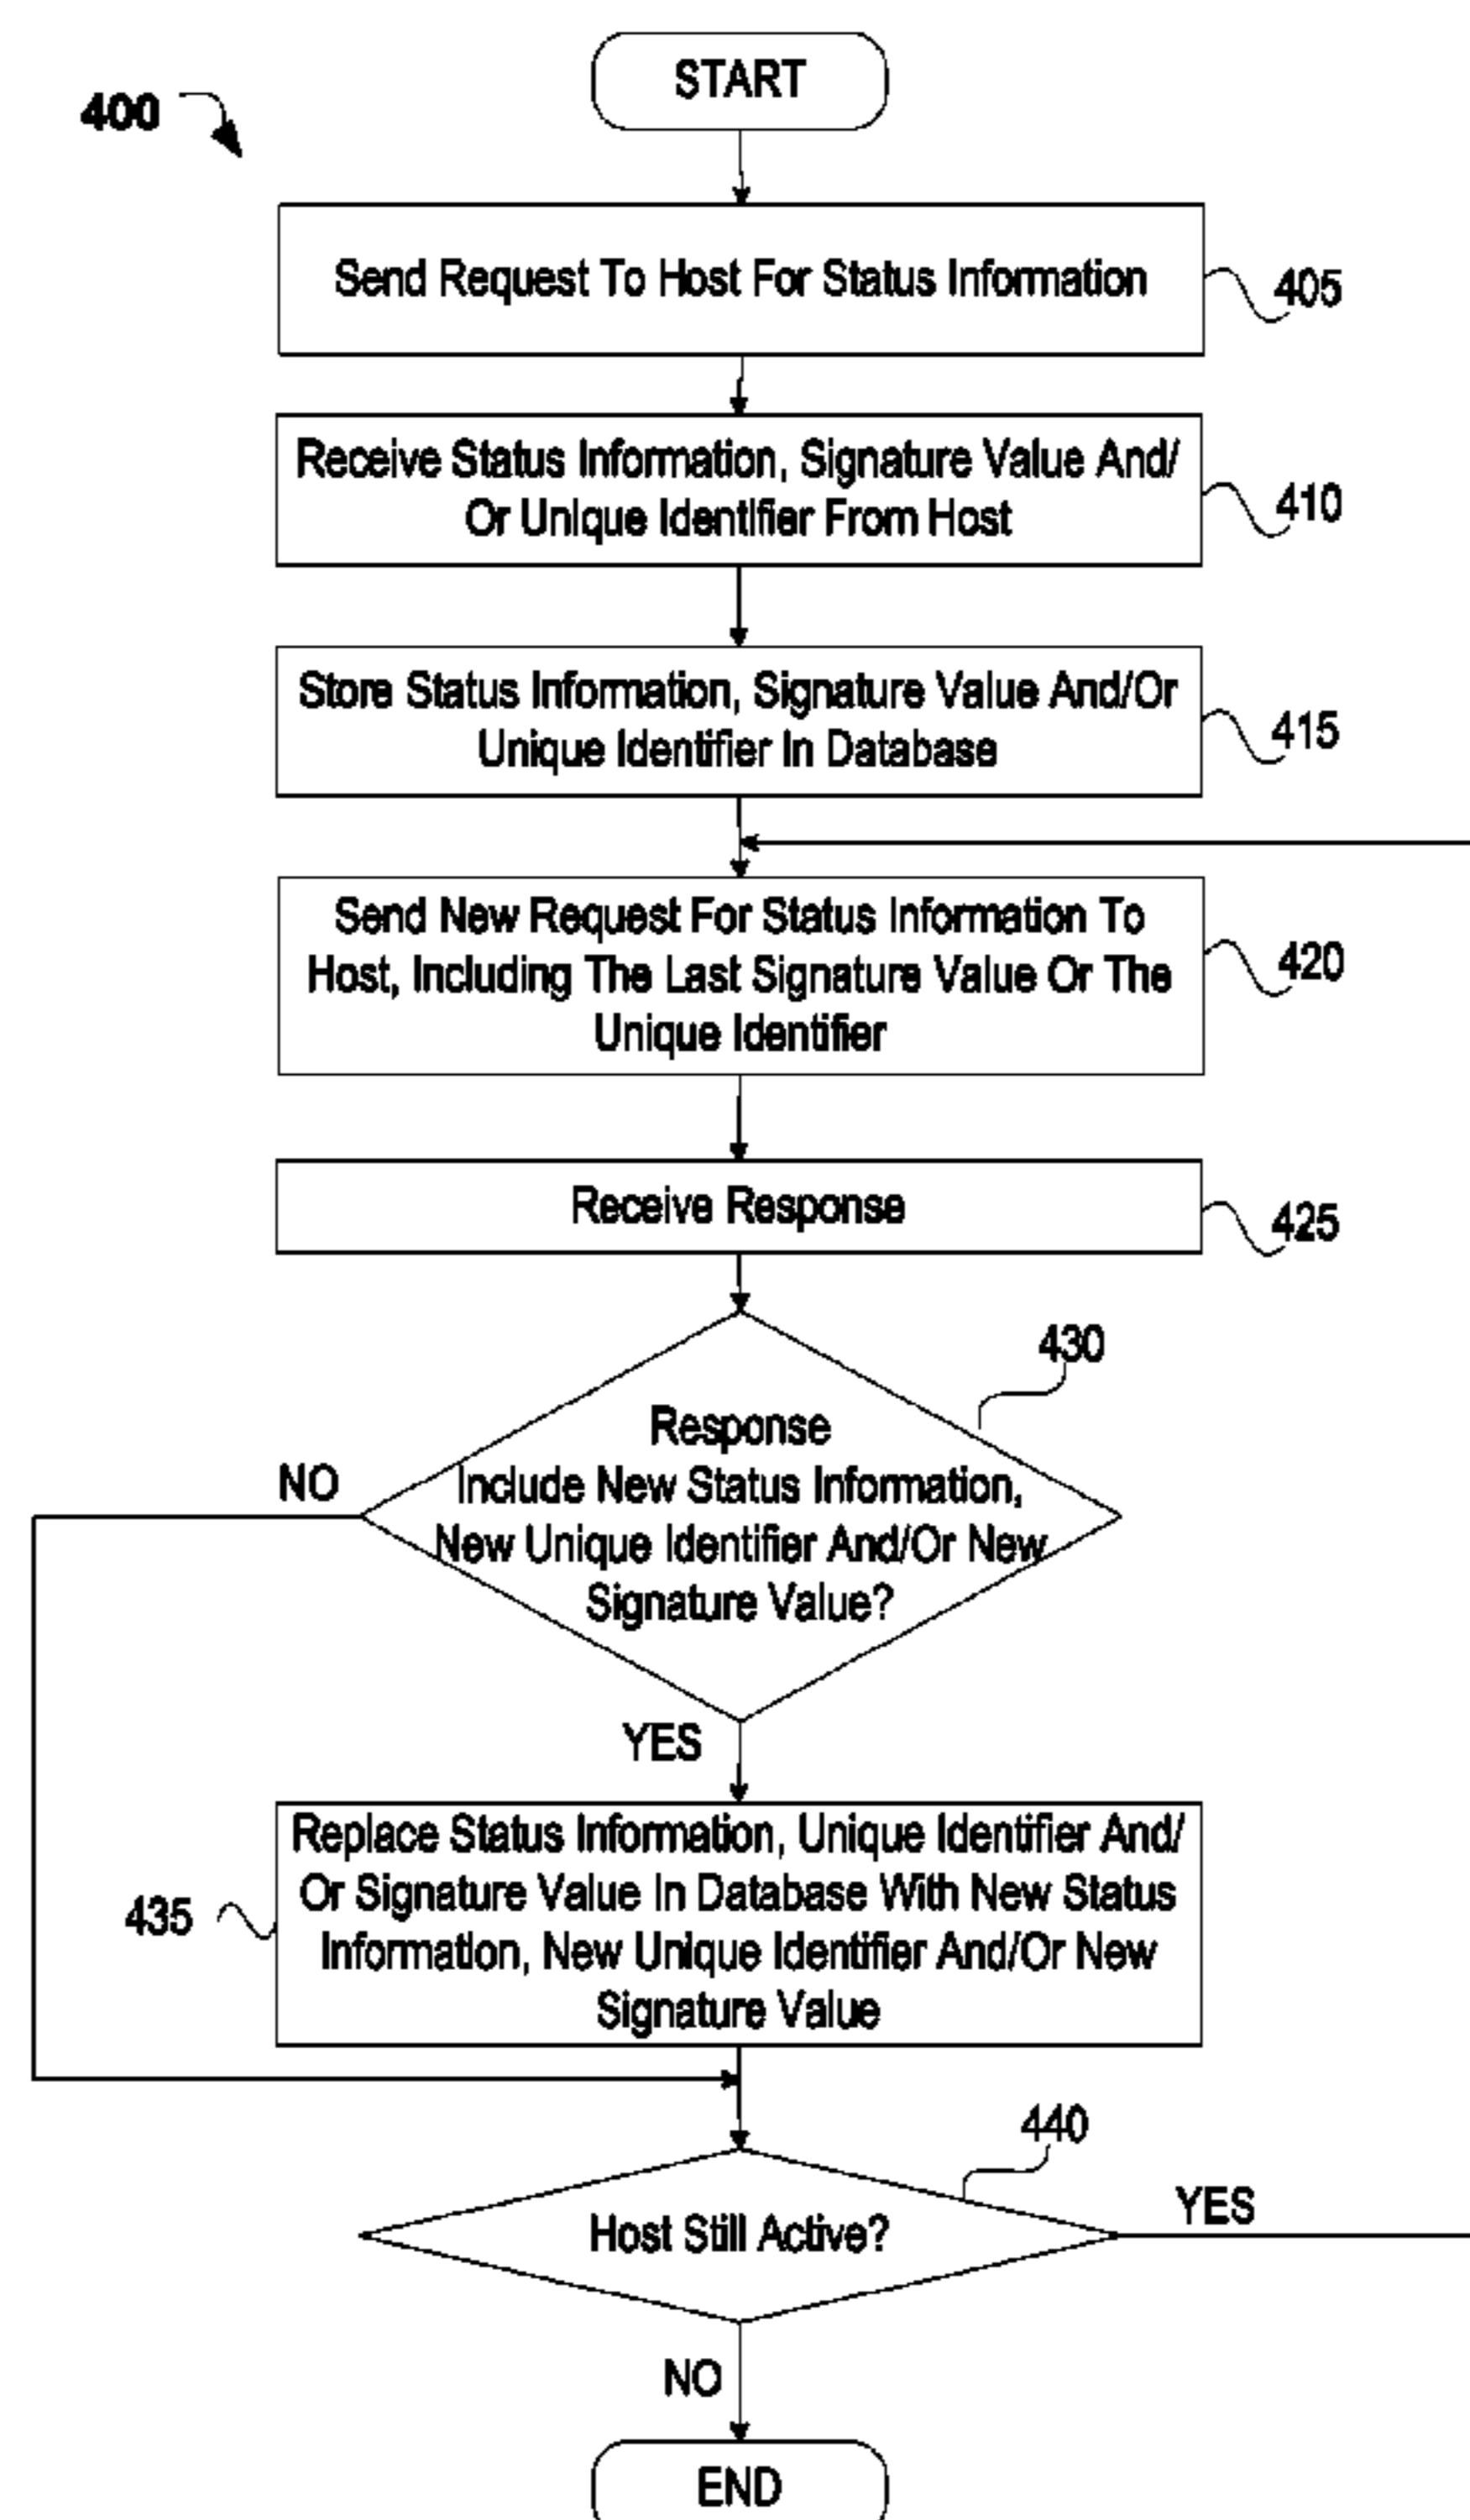 START
400
Send Request To Host For Status Information
405
Receive Status Information, Signature Value And/
Or Unique Identifier From Host
410
Store Status Information, Signature Value And/Or
Unique Identifier In Database
415
Send New Request For Status Information To
Host, Including The Last Signature Value Or The
Unique Identifier
420
Receive Response
425
430
Response
Include New Status Information,
New Unique Identifier And/Or New
Signature Value?
NO
YES
Replace Status Information, Unique Identifier And/
Or Signature Value In Database With New Status
Information, New Unique Identifier And/Or New
Signature Value
435
440
Host Still Active?
YES
NO
END